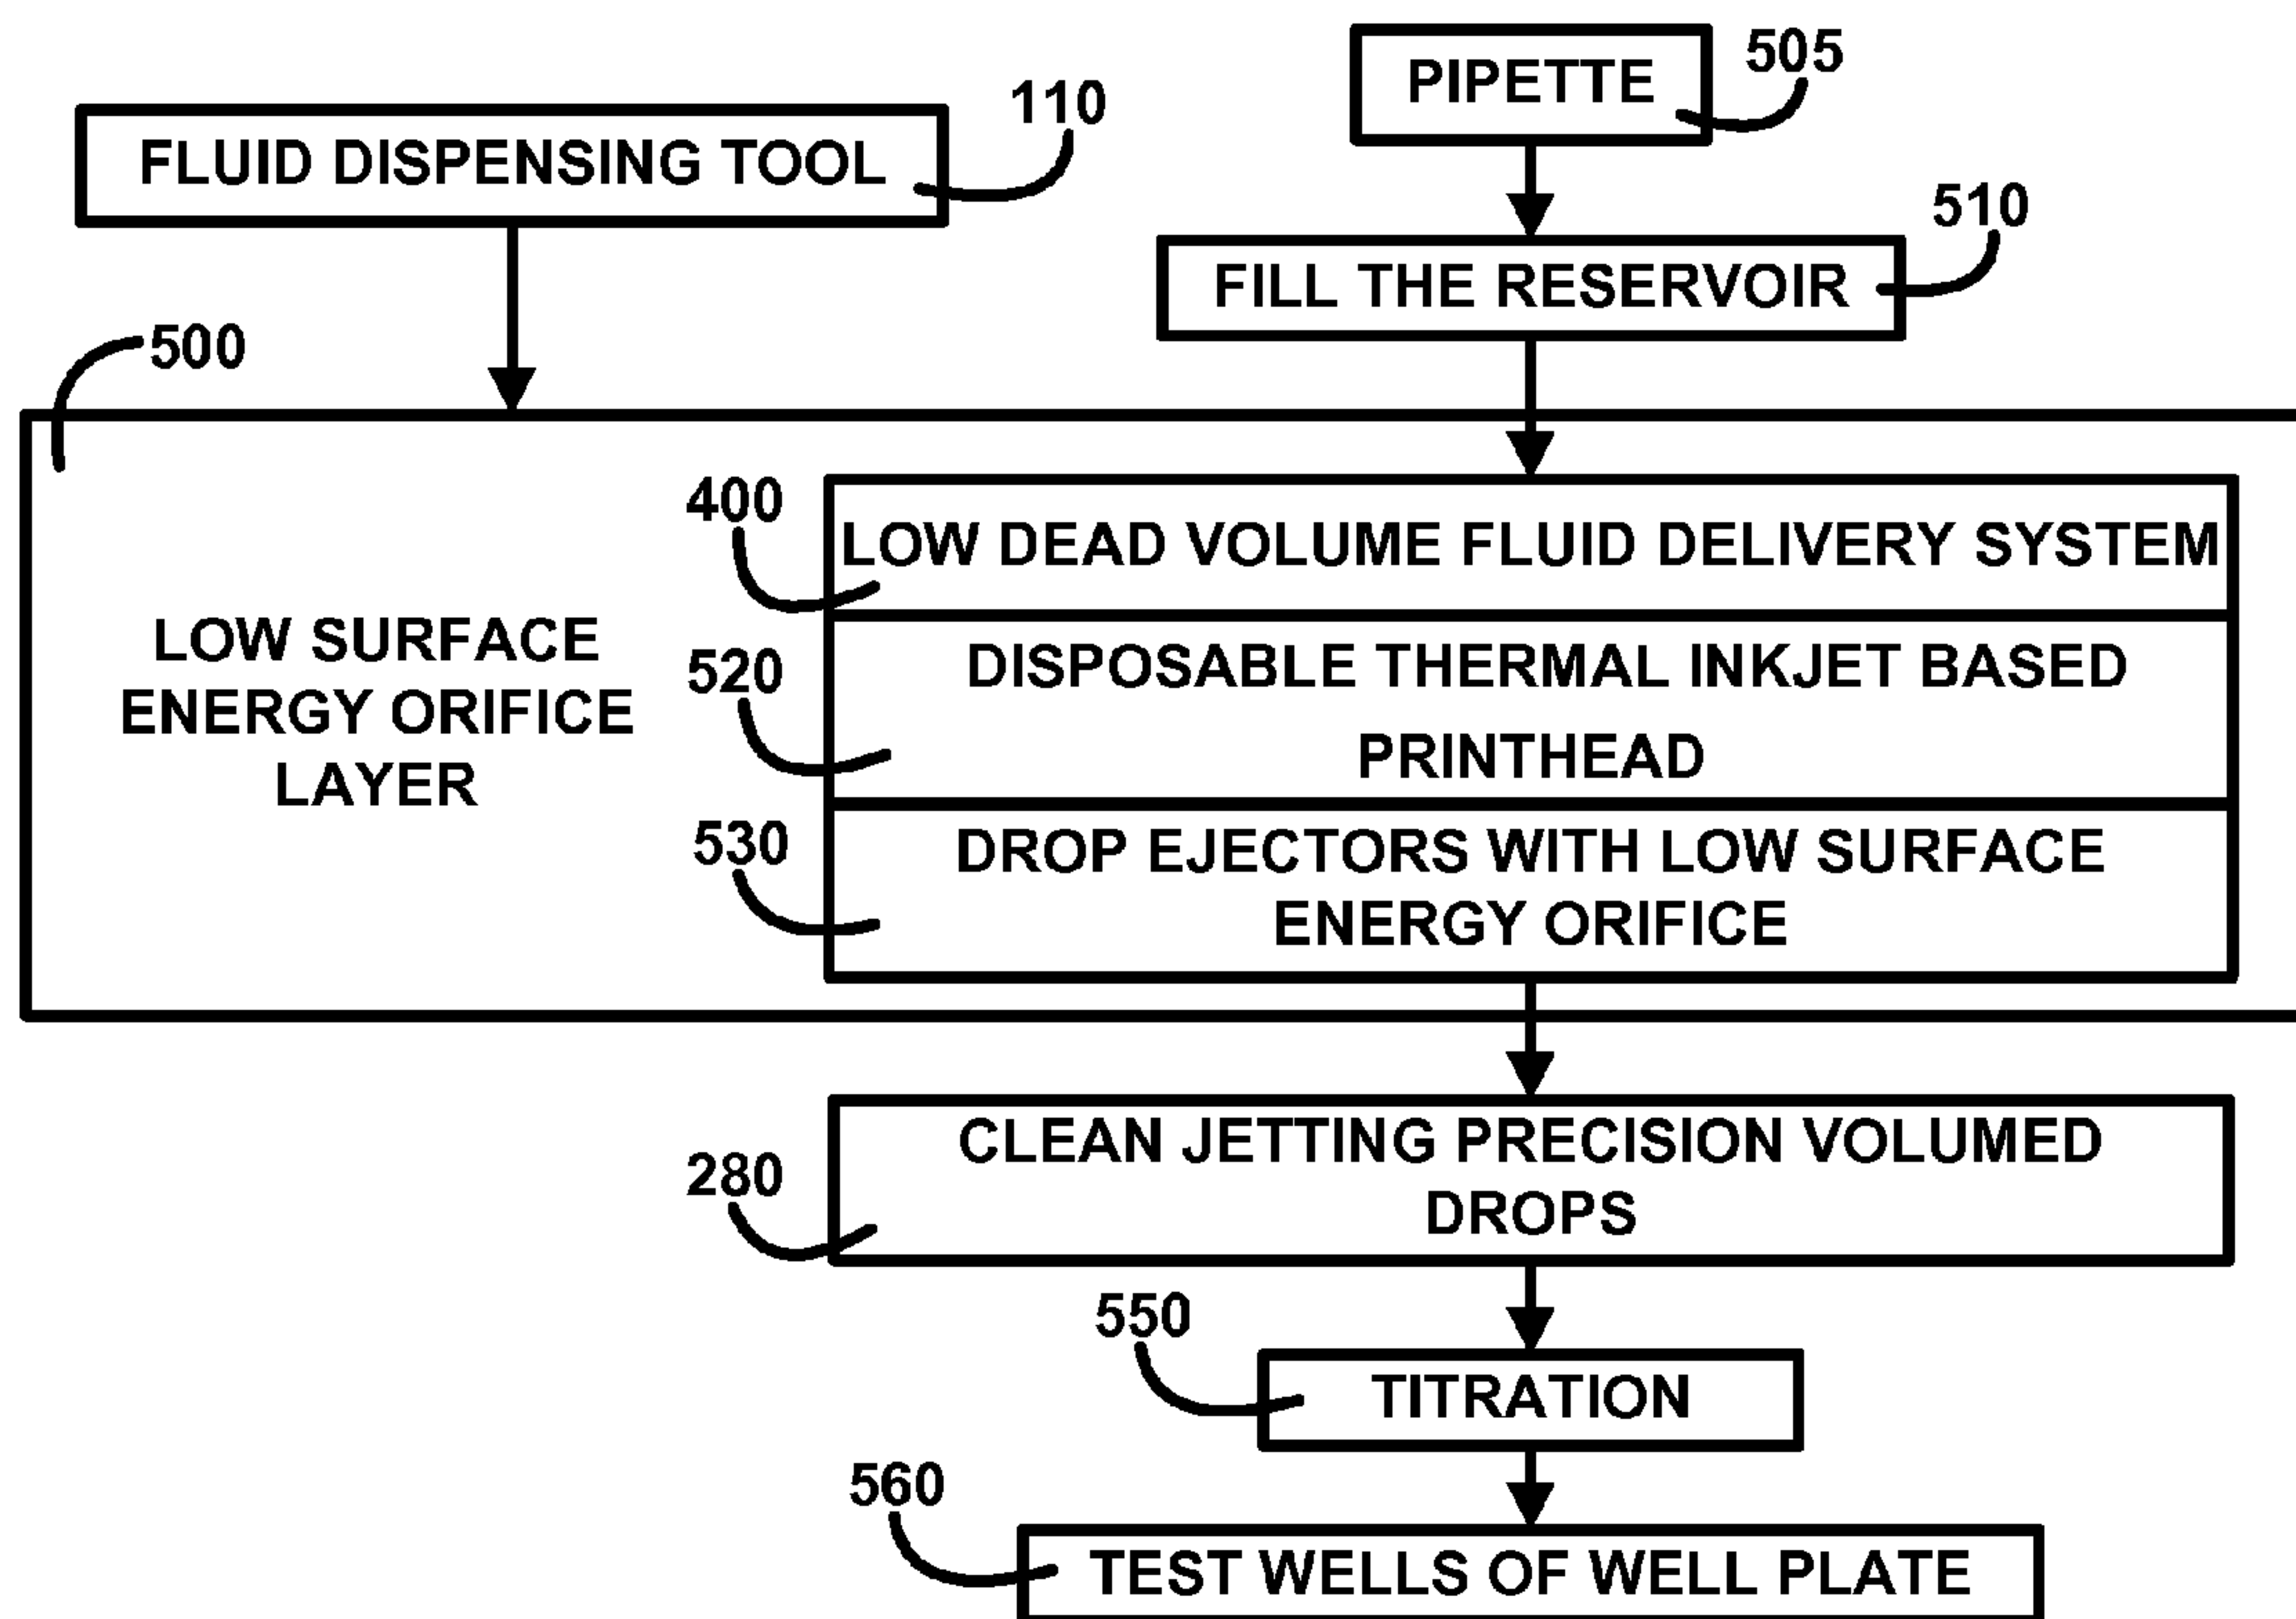 PIPETTE
505
110
FLUID DISPENSING TOOL
510
FILL THE RESERVOIR
500
400
LOW DEAD VOLUME FLUID DELIVERY SYSTEM
LOW SURFACE
ENERGY ORIFICE
LAYER
520
DISPOSABLE THERMAL INKJET BASED
PRINTHEAD
530
DROP EJECTORS WITH LOW SURFACE
ENERGY ORIFICE
280
CLEAN JETTING PRECISION VOLUMED
DROPS
550
TITRATION
560
TEST WELLS OF WELL PLATE